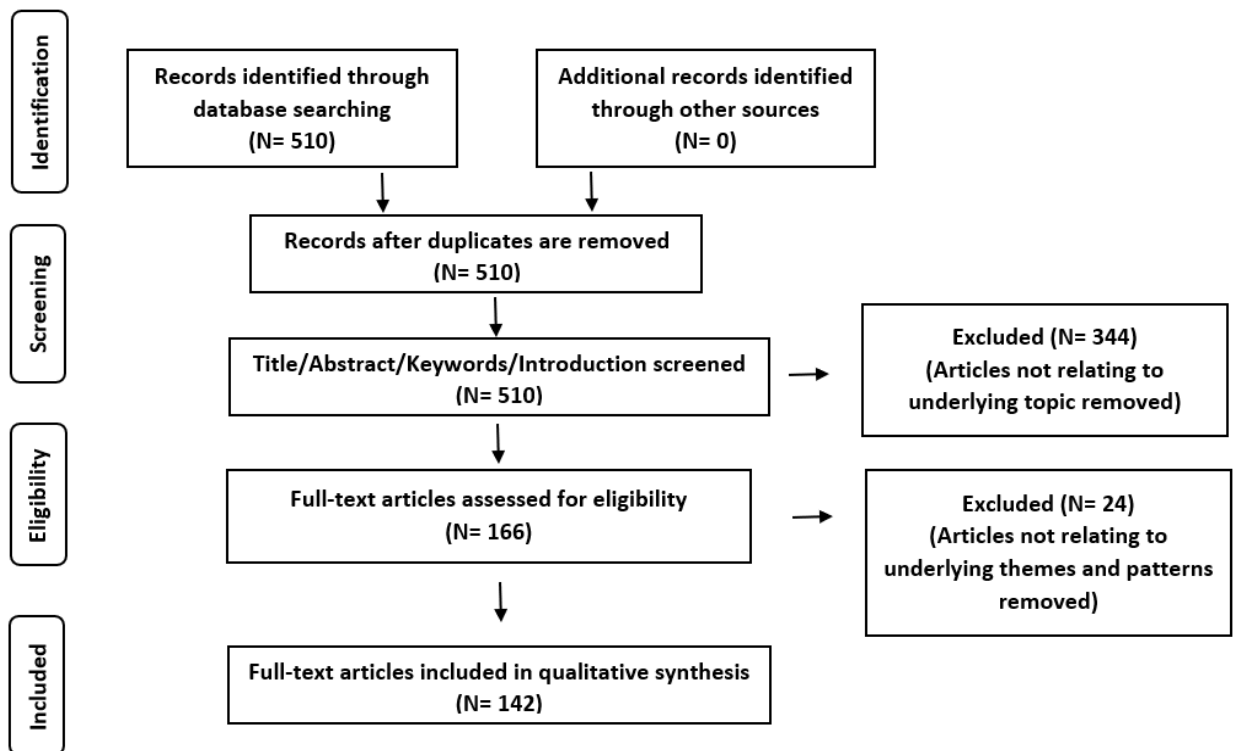 Identification
Records identified through
database searching
(N= 510)
Additional records identified
through other sources
(N= 0)
Screening
Records after duplicates are removed
(N= 510)
Title/Abstract/Keywords/Introduction screened
(N= 510)
Excluded (N= 344)
(Articles not relating to
underlying topic removed)
Eligibility
Full-text articles assessed for eligibility
(N= 166)
Excluded (N= 24)
(Articles not relating to
underlying themes and patterns
removed)
Included
Full-text articles included in qualitative synthesis
(N= 142)